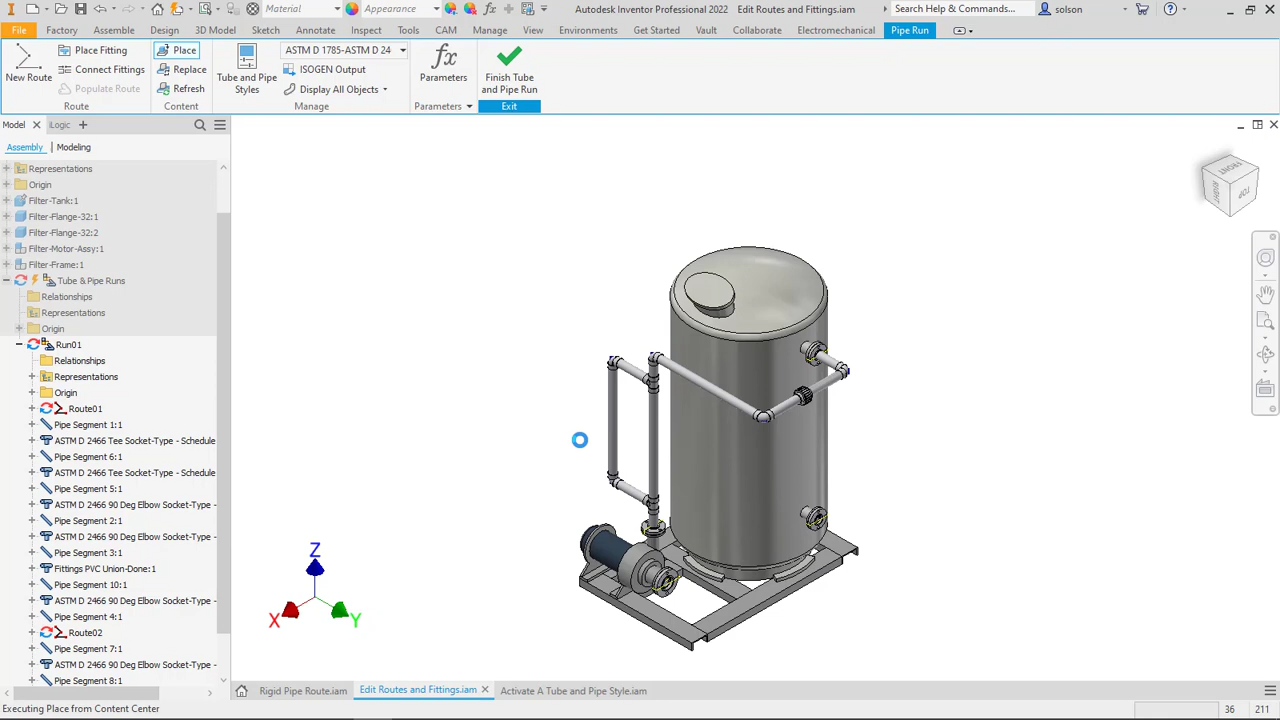 Material Appearance Autodesk Inventor Professional 2022 Edit Routes and Fittings.iam Search Help & Commands... solson
File Factory Assemble Design 3D Model Sketch Annotate Inspect Tools CAM Manage View Environments Get Started Vault Collaborate Electromechanical Pipe Run
New Route
Place Fitting
Connect Fittings
Populate Route
Route
Place
Replace
Refresh
Content
Tube and Pipe
Styles
ASTM D 1785-ASTM D 24
ISOGEN Output
Display All Objects
Manage
fx
Parameters
Parameters
Finish Tube
and Pipe Run
Exit
Model iLogic
Assembly Modeling
Representations
Origin
Filter-Tank:1
Filter-Flange-32:1
Filter-Flange-32:2
Filter-Motor-Assy:1
Filter-Frame:1
Tube & Pipe Runs
Relationships
Representations
Origin
Run01
Relationships
Representations
Origin
Route01
Pipe Segment 1:1
ASTM D 2466 Tee Socket-Type - Schedule
Pipe Segment 6:1
ASTM D 2466 Tee Socket-Type - Schedule
Pipe Segment 5:1
ASTM D 2466 90 Deg Elbow Socket-Type -
Pipe Segment 2:1
ASTM D 2466 90 Deg Elbow Socket-Type -
Pipe Segment 3:1
Fittings PVC Union-Done:1
Pipe Segment 10:1
ASTM D 2466 90 Deg Elbow Socket-Type -
Pipe Segment 4:1
Route02
Pipe Segment 7:1
ASTM D 2466 90 Deg Elbow Socket-Type -
Pipe Segment 8:1
FRONT
RIGHT
TOP
Z
X
Y
Rigid Pipe Route.iam Edit Routes and Fittings.iam Activate A Tube and Pipe Style.iam
Executing Place from Content Center 36 211